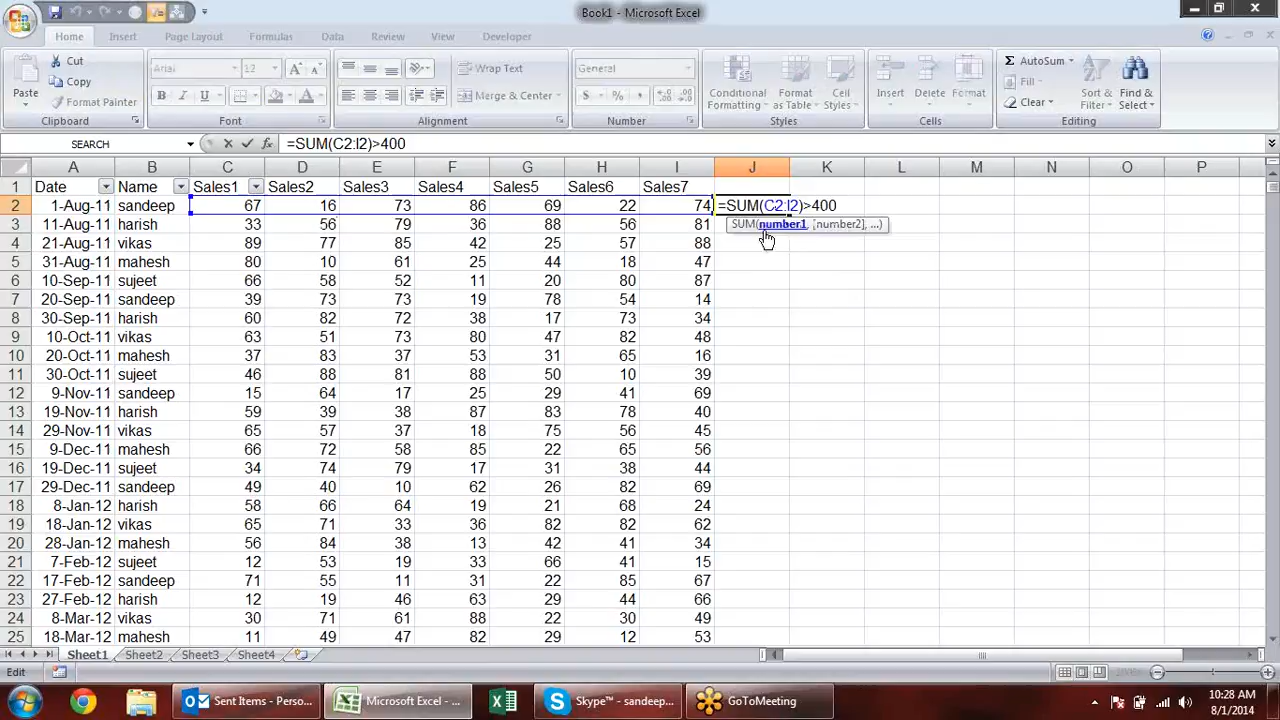 Book1 - Microsoft Excel
Home Insert Page Layout Formulas Data Review View Developer
Cut
Copy
Format Painter
Paste
Clipboard
Arial 12
B I U
Font
Wrap Text
Merge & Center
Alignment
General
$ % ,
Number
Conditional Formatting
Format as Table
Cell Styles
Styles
Insert Delete Format
Cells
AutoSum
Fill
Clear
Sort & Filter
Find & Select
Editing
SEARCH fx =SUM(C2:I2)>400
A B C D E F G H I J K L M N O P
1 Date Name Sales1 Sales2 Sales3 Sales4 Sales5 Sales6 Sales7
2 1-Aug-11 sandeep 67 16 73 86 69 22 74 =SUM(C2:I2)>400
SUM(number1, [number2], ...)
3 11-Aug-11 harish 33 56 79 36 88 56 81
4 21-Aug-11 vikas 89 77 85 42 25 57 88
5 31-Aug-11 mahesh 80 10 61 25 44 18 47
6 10-Sep-11 sujeet 66 58 52 11 20 80 87
7 20-Sep-11 sandeep 39 73 73 19 78 54 14
8 30-Sep-11 harish 60 82 72 38 17 73 34
9 10-Oct-11 vikas 63 51 73 80 47 82 48
10 20-Oct-11 mahesh 37 83 37 53 31 65 16
11 30-Oct-11 sujeet 46 88 81 88 50 10 39
12 9-Nov-11 sandeep 15 64 17 25 29 41 69
13 19-Nov-11 harish 59 39 38 87 83 78 40
14 29-Nov-11 vikas 65 57 37 18 75 56 45
15 9-Dec-11 mahesh 66 72 58 85 22 65 56
16 19-Dec-11 sujeet 34 74 79 17 31 38 44
17 29-Dec-11 sandeep 49 40 10 62 26 82 69
18 8-Jan-12 harish 58 66 64 19 21 68 24
19 18-Jan-12 vikas 65 71 33 36 82 82 62
20 28-Jan-12 mahesh 56 84 38 13 42 41 34
21 7-Feb-12 sujeet 12 53 19 33 66 41 15
22 17-Feb-12 sandeep 71 55 11 31 22 85 67
23 27-Feb-12 harish 12 19 46 63 29 44 66
24 8-Mar-12 vikas 30 71 61 88 22 30 49
25 18-Mar-12 mahesh 11 49 47 82 29 12 53
Sheet1 Sheet2 Sheet3 Sheet4
Edit
Sent Items - Perso...
Microsoft Excel - ...
Skype™ - sandeep...
GoToMeeting
10:28 AM
8/1/2014